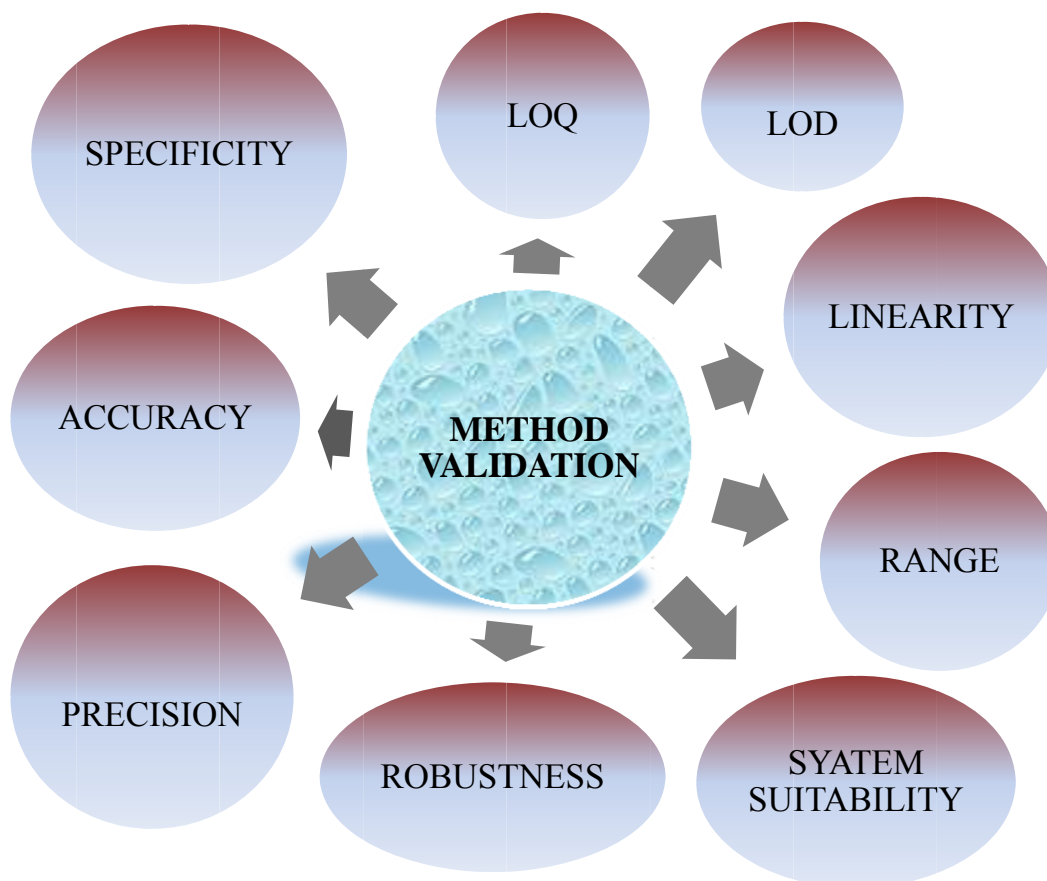 LOQ
LOD
SPECIFICITY
LINEARITY
ACCURACY
METHOD
VALIDATION
RANGE
PRECISION
ROBUSTNESS
SYATEM
SUITABILITY